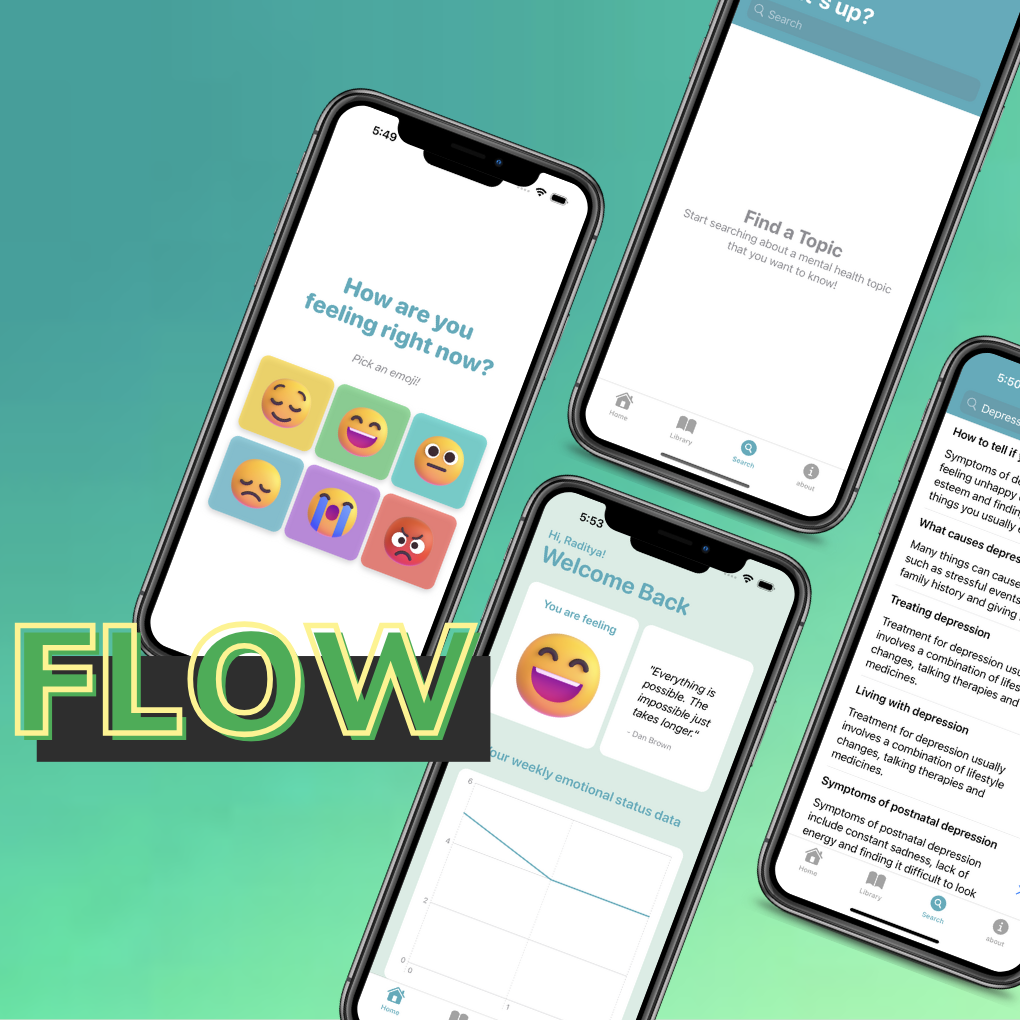 5:49
How are you
feeling right now?
Pick an emoji!
's up?
Search
Find a Topic
Start searching about a mental health topic
that you want to know!
Home
Library
Search
about
FLOW
5:53
Hi, Raditya!
Welcome Back
You are feeling
"Everything is
possible. The
impossible just
takes longer."
- Dan Brown
our weekly emotional status data
6
4
2
0
0
1
Home
5:50
Depress
How to tell if
Symptoms of de
feeling unhappy
esteem and findin
things you usually e
What causes depres
Many things can cause
such as stressful events
family history and giving
Treating depression
Treatment for depression usu
involves a combination of lifes
changes, talking therapies and
medicines.
Living with depression
Treatment for depression usually
involves a combination of lifestyle
changes, talking therapies and
medicines.
Symptoms of postnatal depression
Symptoms of postnatal depression
include constant sadness, lack of
energy and finding it difficult to look
Home
Library
Search
about